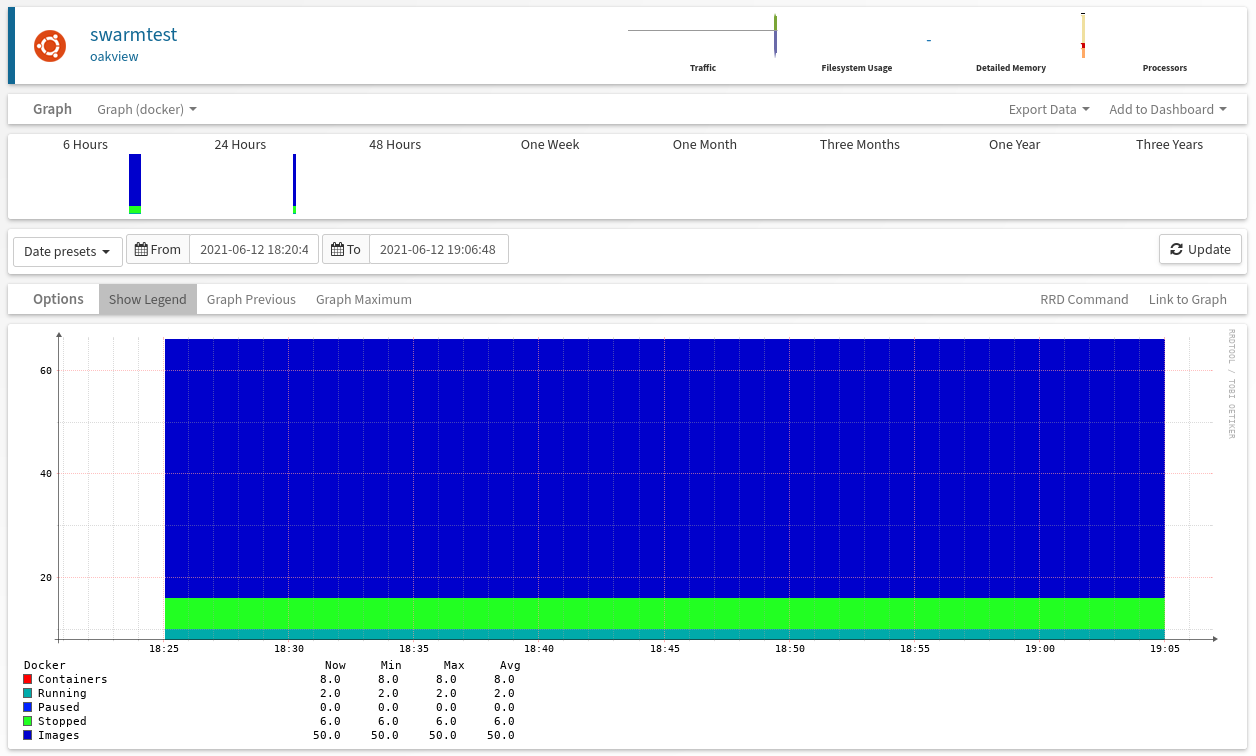 swarmtest
oakview
Traffic Filesystem Usage Detailed Memory Processors
Graph Graph (docker) Export Data Add to Dashboard
6 Hours 24 Hours 48 Hours One Week One Month Three Months One Year Three Years
Date presets From 2021-06-12 18:20:4 To 2021-06-12 19:06:48 Update
Options Show Legend Graph Previous Graph Maximum RRD Command Link to Graph
RRDTOOL / TOBI OETIKER
60
40
20
18:25 18:30 18:35 18:40 18:45 18:50 18:55 19:00 19:05
Docker Now Min Max Avg
Containers 8.0 8.0 8.0 8.0
Running 2.0 2.0 2.0 2.0
Paused 0.0 0.0 0.0 0.0
Stopped 6.0 6.0 6.0 6.0
Images 50.0 50.0 50.0 50.0